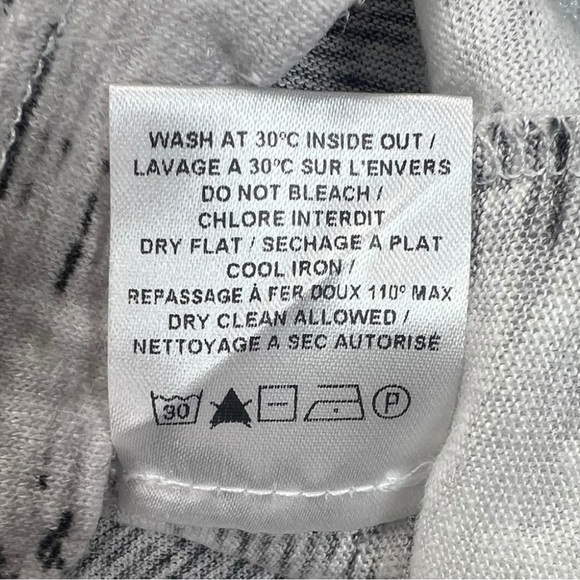 WASH AT 30°C INSIDE OUT /
LAVAGE A 30°C SUR L'ENVERS
DO NOT BLEACH /
CHLORE INTERDIT
DRY FLAT / SECHAGE A PLAT
COOL IRON /
REPASSAGE À FER DOUX 110° MAX
DRY CLEAN ALLOWED /
NETTOYAGE A SEC AUTORISÉ
30 P